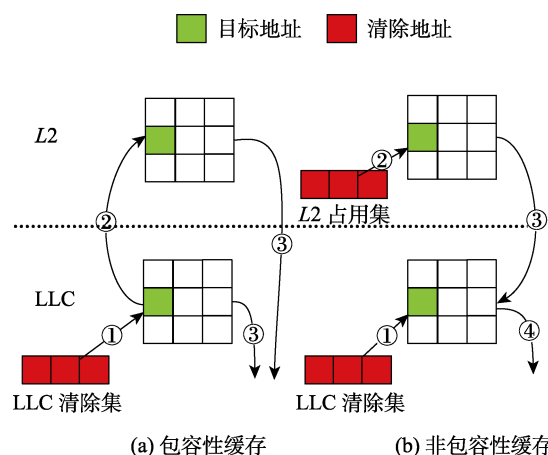 目标地址 清除地址
L2
②
L2 占用集
②
③
③
LLC
①
③
①
④
LLC 清除集
LLC 清除集
(a) 包容性缓存
(b) 非包容性缓存